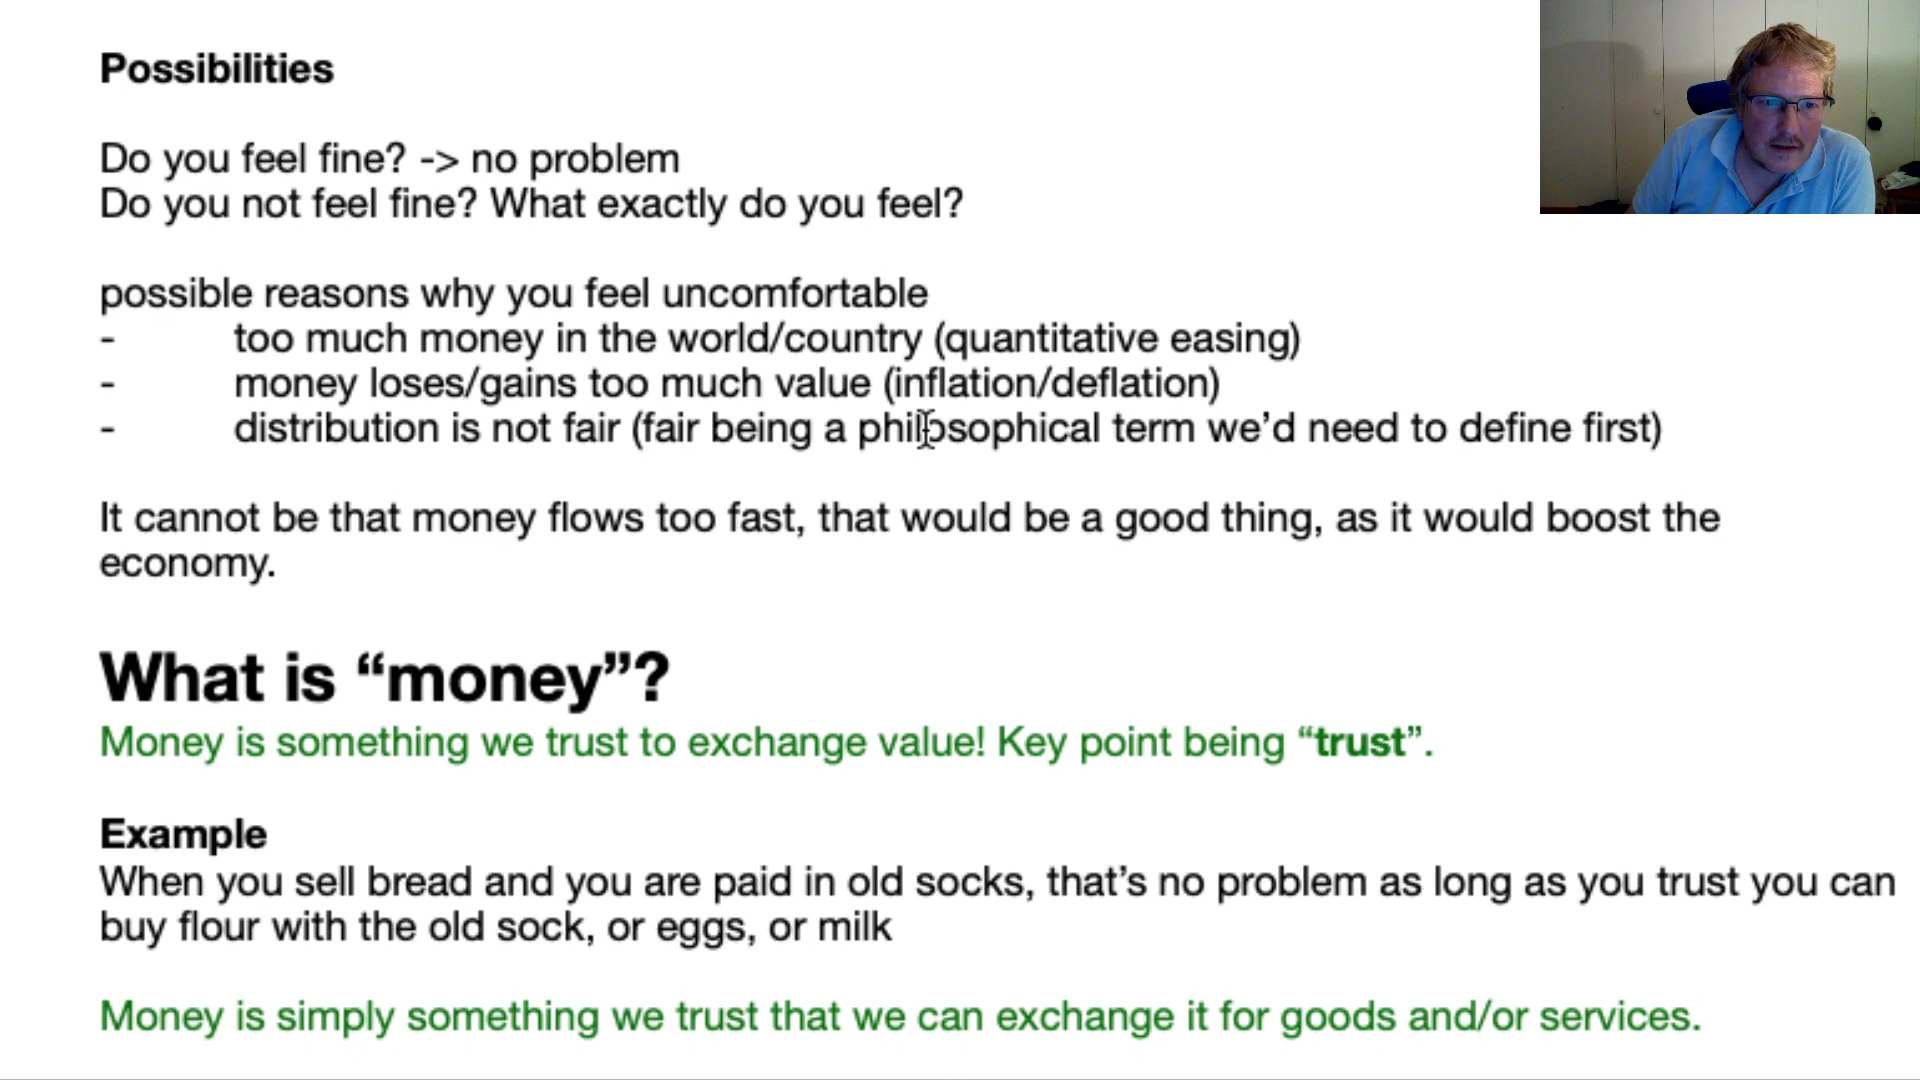 Possibilities
Do you feel fine? -> no problem
Do you not feel fine? What exactly do you feel?
possible reasons why you feel uncomfortable
- too much money in the world/country (quantitative easing)
- money loses/gains too much value (inflation/deflation)
- distribution is not fair (fair being a philosophical term we’d need to define first)
It cannot be that money flows too fast, that would be a good thing, as it would boost the
economy.
What is “money”?
Money is something we trust to exchange value! Key point being “trust”.
Example
When you sell bread and you are paid in old socks, that’s no problem as long as you trust you can
buy flour with the old sock, or eggs, or milk
Money is simply something we trust that we can exchange it for goods and/or services.